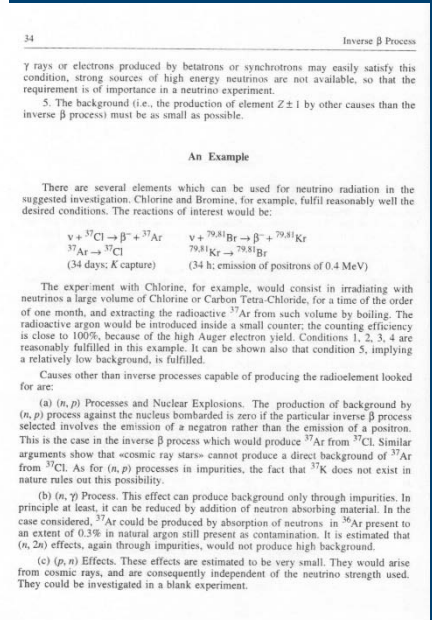 34
Inverse β Process
γ rays or electrons produced by betatrons or synchrotrons may easily satisfy this
condition, strong sources of high energy neutrinos are not available, so that the
requirement is of importance in a neutrino experiment.
5. The background (i.e., the production of element Z ± 1 by other causes than the
inverse β process) must be as small as possible.
An Example
There are several elements which can be used for neutrino radiation in the
suggested investigation. Chlorine and Bromine, for example, fulfil reasonably well the
desired conditions. The reactions of interest would be:
ν + ³⁷Cl → β⁻ + ³⁷Ar ν + ⁷⁹,⁸¹Br → β⁻ + ⁷⁹,⁸¹Kr
³⁷Ar → ³⁷Cl ⁷⁹,⁸¹Kr → ⁷⁹,⁸¹Br
(34 days; K capture) (34 h; emission of positrons of 0.4 MeV)
The experiment with Chlorine, for example, would consist in irradiating with
neutrinos a large volume of Chlorine or Carbon Tetra-Chloride, for a time of the order
of one month, and extracting the radioactive ³⁷Ar from such volume by boiling. The
radioactive argon would be introduced inside a small counter; the counting efficiency
is close to 100%, because of the high Auger electron yield. Conditions 1, 2, 3, 4 are
reasonably fulfilled in this example. It can be shown also that condition 5, implying
a relatively low background, is fulfilled.
Causes other than inverse processes capable of producing the radioelement looked
for are:
(a) (n, p) Processes and Nuclear Explosions. The production of background by
(n, p) process against the nucleus bombarded is zero if the particular inverse β process
selected involves the emission of a negatron rather than the emission of a positron.
This is the case in the inverse β process which would produce ³⁷Ar from ³⁷Cl. Similar
arguments show that «cosmic ray stars» cannot produce a direct background of ³⁷Ar
from ³⁷Cl. As for (n, p) processes in impurities, the fact that ³⁷K does not exist in
nature rules out this possibility.
(b) (n, γ) Process. This effect can produce background only through impurities. In
principle at least, it can be reduced by addition of neutron absorbing material. In the
case considered, ³⁷Ar could be produced by absorption of neutrons in ³⁶Ar present to
an extent of 0.3% in natural argon still present as contamination. It is estimated that
(n, 2n) effects, again through impurities, would not produce high background.
(c) (p, n) Effects. These effects are estimated to be very small. They would arise
from cosmic rays, and are consequently independent of the neutrino strength used.
They could be investigated in a blank experiment.